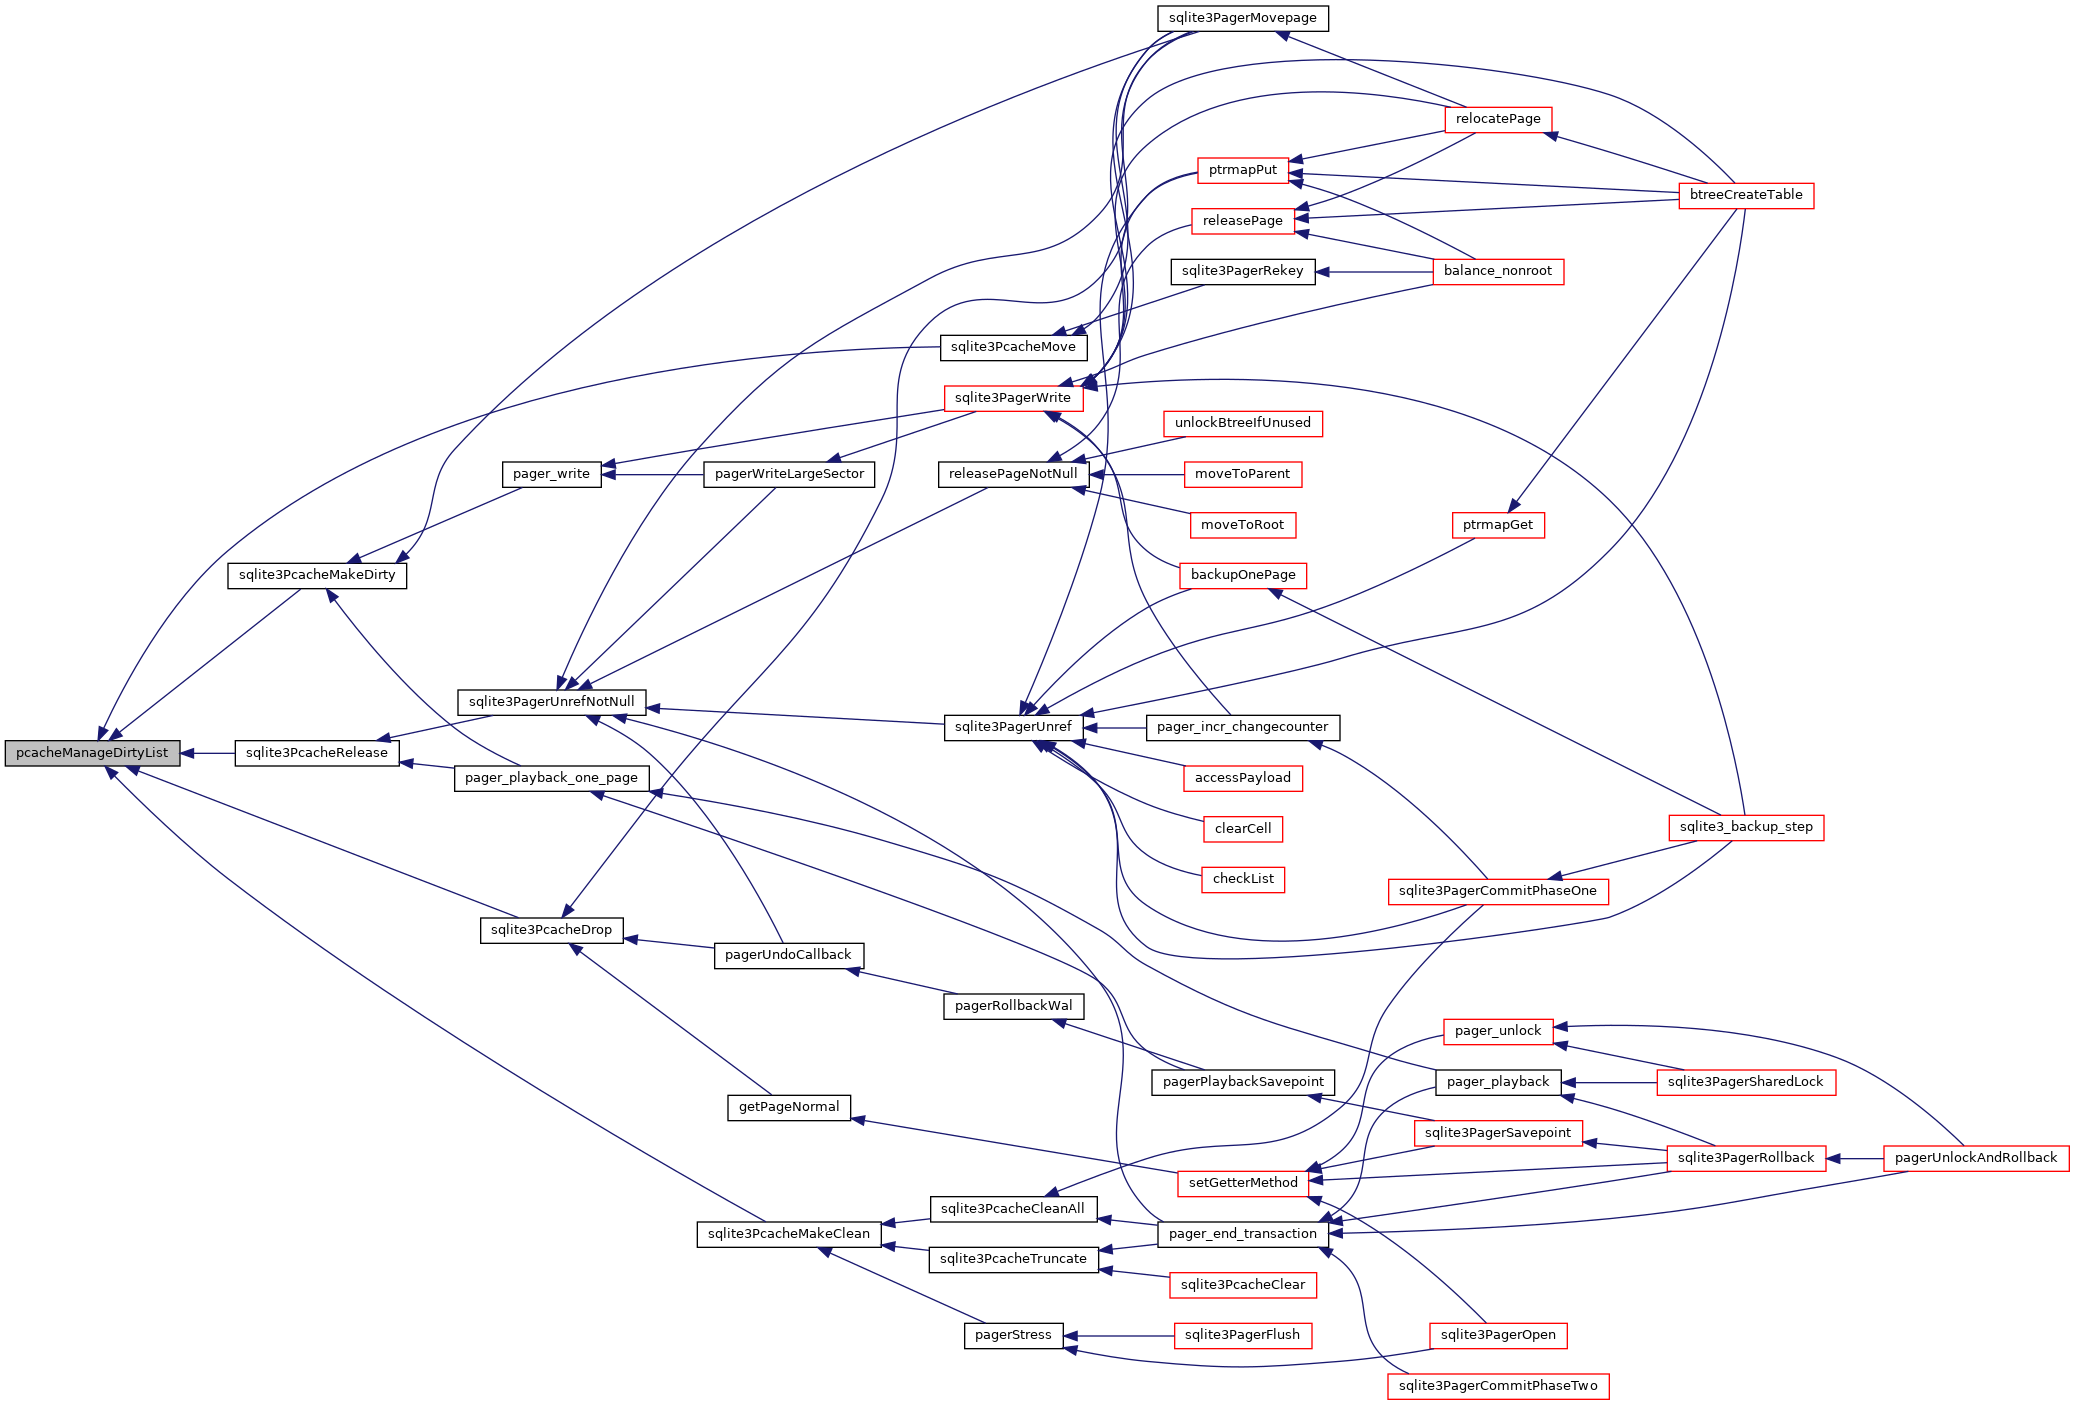 sqlite3PagerMovepage
relocatePage
ptrmapPut
btreeCreateTable
releasePage
sqlite3PagerRekey
balance_nonroot
sqlite3PcacheMove
sqlite3PagerWrite
unlockBtreeIfUnused
pager_write
pagerWriteLargeSector
releasePageNotNull
moveToParent
moveToRoot
ptrmapGet
sqlite3PcacheMakeDirty
backupOnePage
sqlite3PagerUnrefNotNull
sqlite3PagerUnref
pager_incr_changecounter
pcacheManageDirtyList
sqlite3PcacheRelease
pager_playback_one_page
accessPayload
clearCell
sqlite3_backup_step
checkList
sqlite3PagerCommitPhaseOne
sqlite3PcacheDrop
pagerUndoCallback
pagerRollbackWal
pager_unlock
pagerPlaybackSavepoint
pager_playback
sqlite3PagerSharedLock
getPageNormal
sqlite3PagerSavepoint
sqlite3PagerRollback
pagerUnlockAndRollback
setGetterMethod
sqlite3PcacheCleanAll
sqlite3PcacheMakeClean
pager_end_transaction
sqlite3PcacheTruncate
sqlite3PcacheClear
pagerStress
sqlite3PagerFlush
sqlite3PagerOpen
sqlite3PagerCommitPhaseTwo